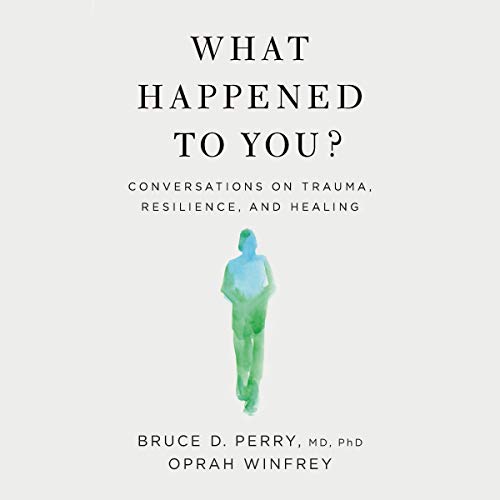 WHAT
HAPPENED
TO YOU?
CONVERSATIONS ON TRAUMA,
RESILIENCE, AND HEALING
BRUCE D. PERRY, MD, PhD
OPRAH WINFREY